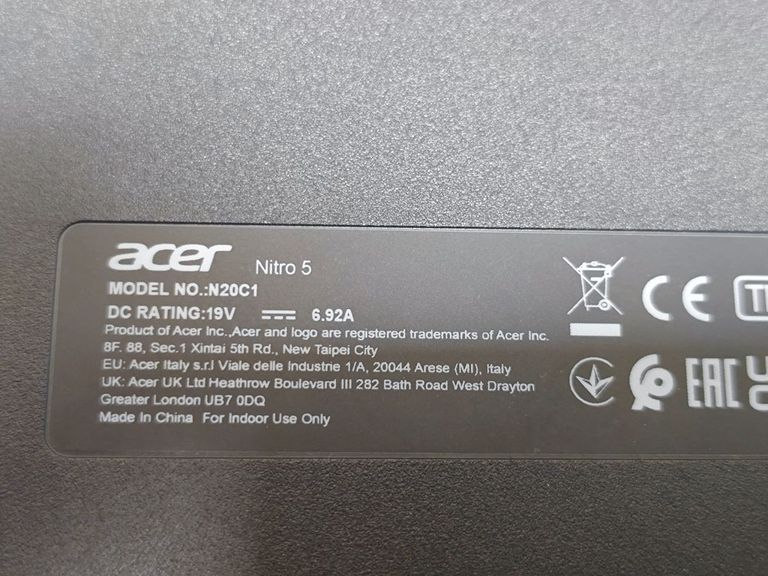 acer Nitro 5
MODEL NO.:N20C1
DC RATING:19V ⎓ 6.92A
Product of Acer Inc.,Acer and logo are registered trademarks of Acer Inc.
8F. 88, Sec.1 Xintai 5th Rd., New Taipei City
EU: Acer Italy s.r.l Viale delle Industrie 1/A, 20044 Arese (MI), Italy
UK: Acer UK Ltd Heathrow Boulevard III 282 Bath Road West Drayton
Greater London UB7 0DQ
Made In China For Indoor Use Only
CE
EAC